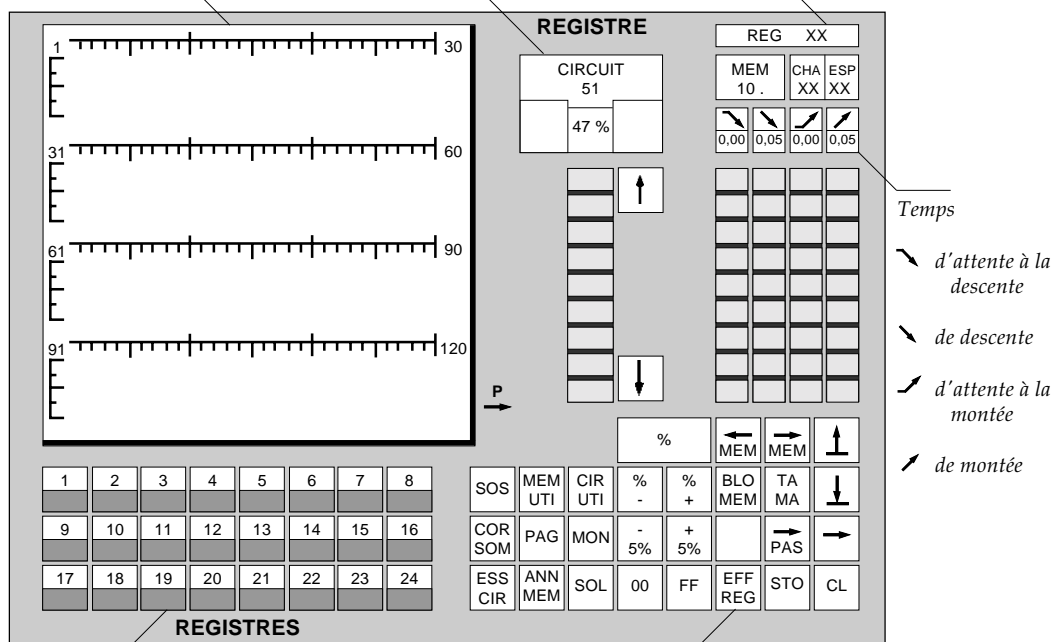 REGISTRE
REG XX
1
30
CIRCUIT
51
47 %
MEM
10 .
CHA ESP
XX XX
0,00 0,05 0,00 0,05
31
60
Temps
61
90
d'attente à la
descente
de descente
91
120
d'attente à la
montée
P
de montée
%
MEM
MEM
1 2 3 4 5 6 7 8
SOS
MEM
UTI
CIR
UTI
%
-
%
+
BLO
MEM
TA
MA
9 10 11 12 13 14 15 16
COR
SOM
PAG
MON
-
5%
+
5%
PAS
17 18 19 20 21 22 23 24
ESS
CIR
ANN
MEM
SOL
00
FF
EFF
REG
STO
CL
REGISTRES